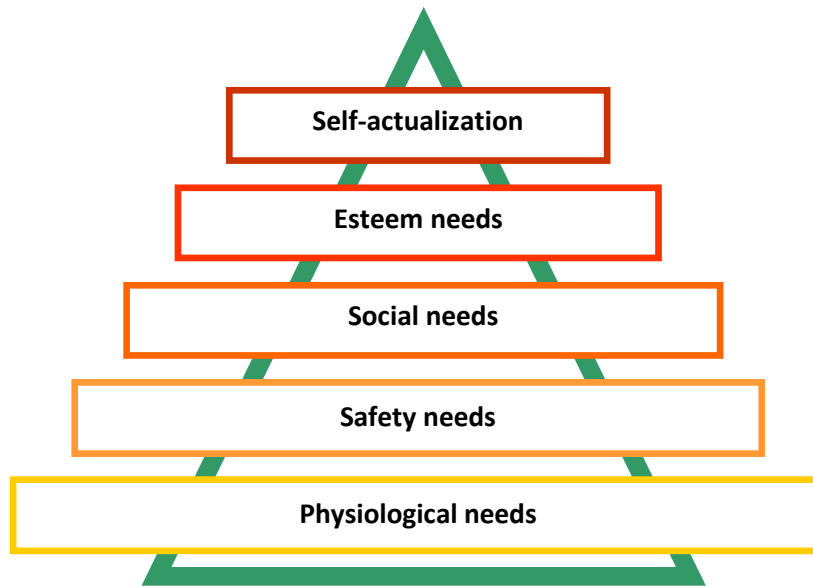 Self-actualization
Esteem needs
Social needs
Safety needs
Physiological needs